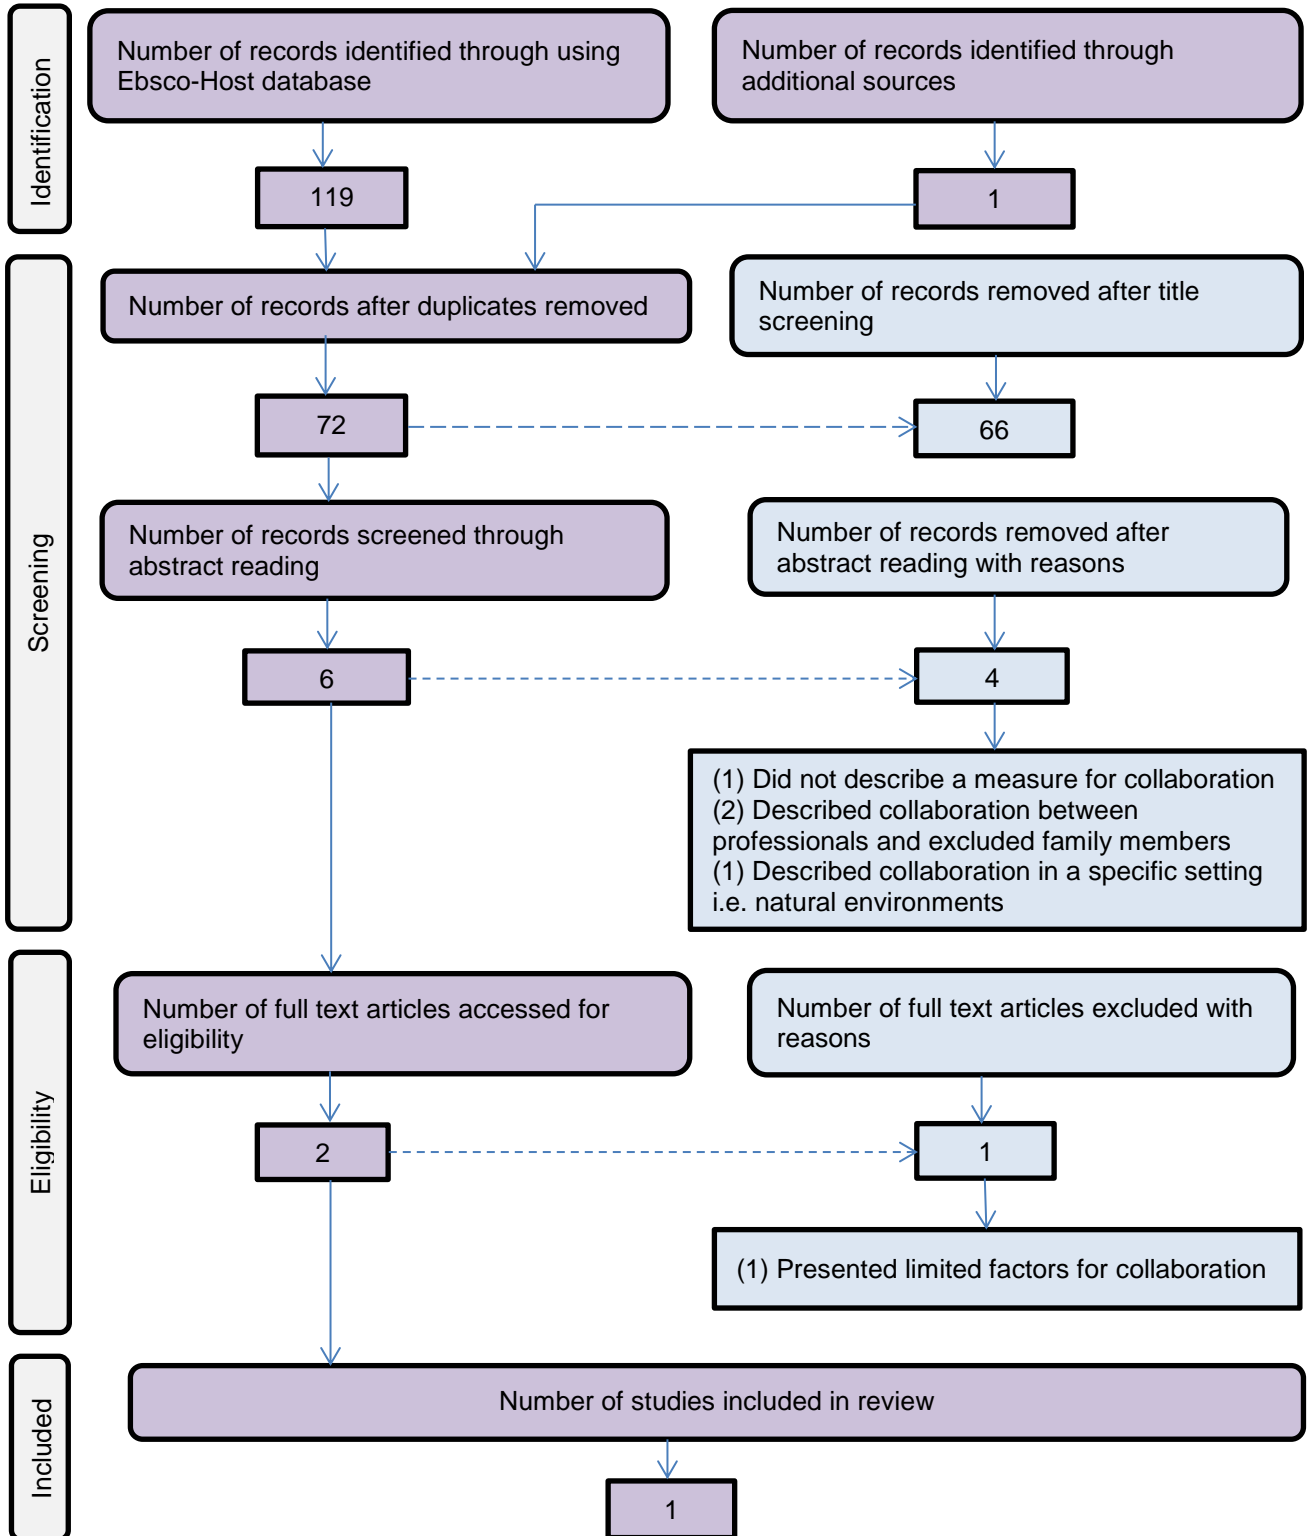 Identification
Number of records identified through using
Ebsco-Host database
Number of records identified through
additional sources
119
1
Screening
Number of records after duplicates removed
Number of records removed after title
screening
72
66
Number of records screened through
abstract reading
Number of records removed after
abstract reading with reasons
6
4
(1) Did not describe a measure for collaboration
(2) Described collaboration between
professionals and excluded family members
(1) Described collaboration in a specific setting
i.e. natural environments
Eligibility
Number of full text articles accessed for
eligibility
Number of full text articles excluded with
reasons
2
1
(1) Presented limited factors for collaboration
Included
Number of studies included in review
1